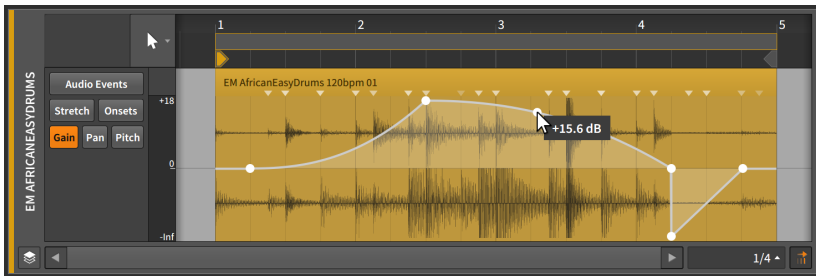 1 2 3 4 5
EM AFRICANEASYDRUMS
Audio Events
Stretch Onsets
Gain Pan Pitch
+18
0
-Inf
EM AfricanEasyDrums 120bpm 01
+15.6 dB
1/4